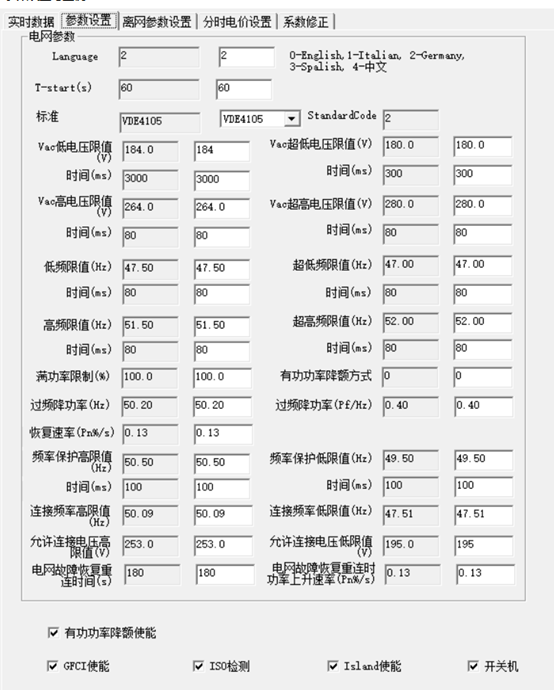 实时数据 参数设置 离网参数设置 分时电价设置 系数修正
电网参数
Language 2 2 0-English,1-Italian, 2-Germany,
3-Spalish, 4-中文
T-start(s) 60 60
标准 VDE4105 VDE4105 StandardCode 2
Vac低电压限值(V) 184.0 184 Vac超低电压限值(V) 180.0 180.0
时间(ms) 3000 3000 时间(ms) 300 300
Vac高电压限值(V) 264.0 264.0 Vac超高电压限值(V) 280.0 280.0
时间(ms) 80 80 时间(ms) 80 80
低频限值(Hz) 47.50 47.50 超低频限值(Hz) 47.00 47.00
时间(ms) 80 80 时间(ms) 80 80
高频限值(Hz) 51.50 51.50 超高频限值(Hz) 52.00 52.00
时间(ms) 80 80 时间(ms) 80 80
满功率限制(%) 100.0 100.0 有功功率降额方式 0 0
过频降功率(Hz) 50.20 50.20 过频降功率(Pf/Hz) 0.40 0.40
恢复速率(Pn%/s) 0.13 0.13
频率保护高限值(Hz) 50.50 50.50 频率保护低限值(Hz) 49.50 49.50
时间(ms) 100 100 时间(ms) 100 100
连接频率高限值(Hz) 50.09 50.09 连接频率低限值(Hz) 47.51 47.51
允许连接电压高限值(V) 253.0 253.0 允许连接电压低限值(V) 195.0 195
电网故障恢复重连时间(s) 180 180 电网故障恢复重连时功率上升速率(Pn%/s) 0.13 0.13
有功功率降额使能
GFCI使能 ISO检测 Island使能 开关机